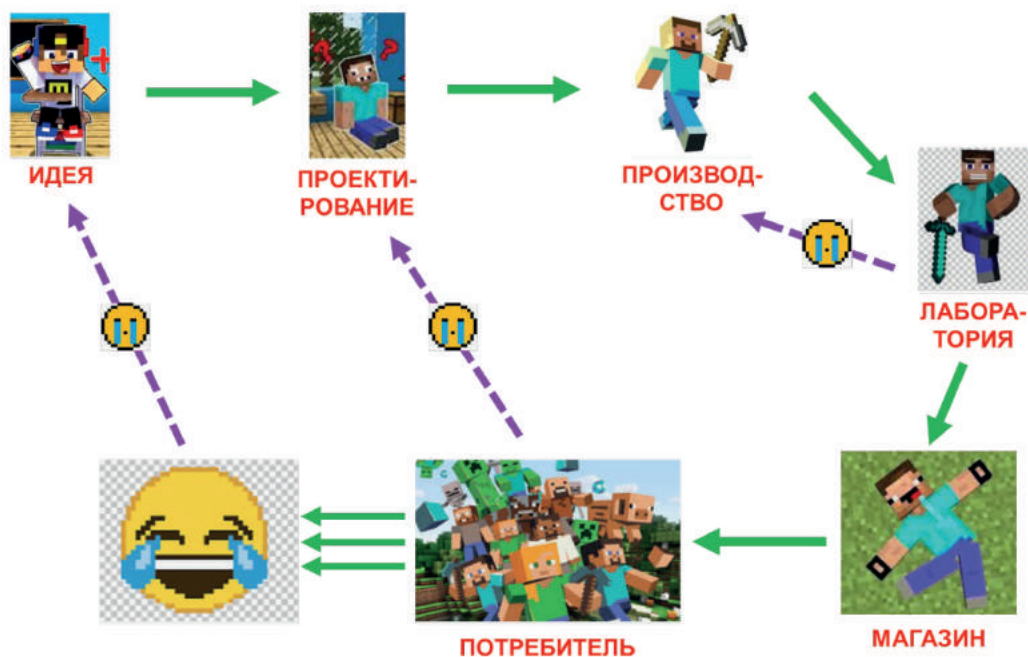 ИДЕЯ
ПРОЕКТИ-
РОВАНИЕ
ПРОИЗВОД-
СТВО
ЛАБОРА-
ТОРИЯ
ПОТРЕБИТЕЛЬ
МАГАЗИН